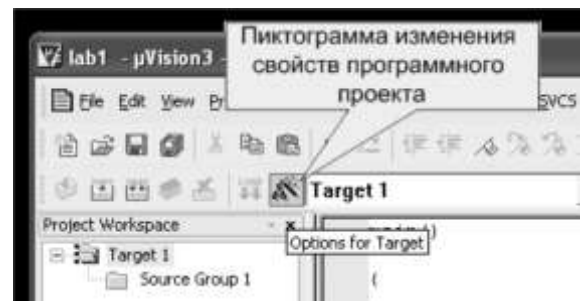 lab1 - µVision3 -
Пиктограмма изменения
свойств программного
проекта
File Edit View SVCS
Target 1
Project Workspace
Options for Target
Target 1
Source Group 1
(